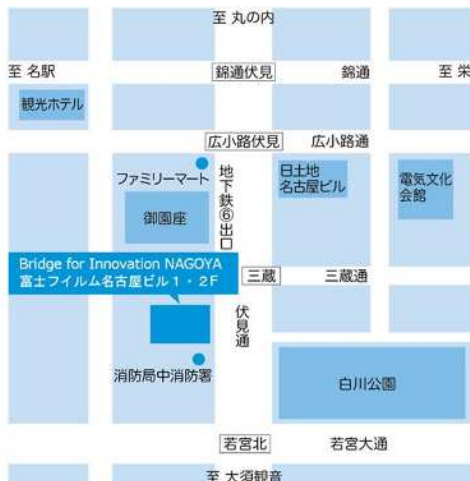 至 丸の内
至 名駅
錦通伏見
錦通
至 栄
観光ホテル
広小路伏見
広小路通
ファミリーマート
地下鉄⑥出口
日土地
名古屋ビル
電気文化
会館
御園座
Bridge for Innovation NAGOYA
富士フイルム名古屋ビル1・2F
三蔵
三蔵通
伏見通
消防局中消防署
白川公園
若宮北
若宮大通
至 大須観音